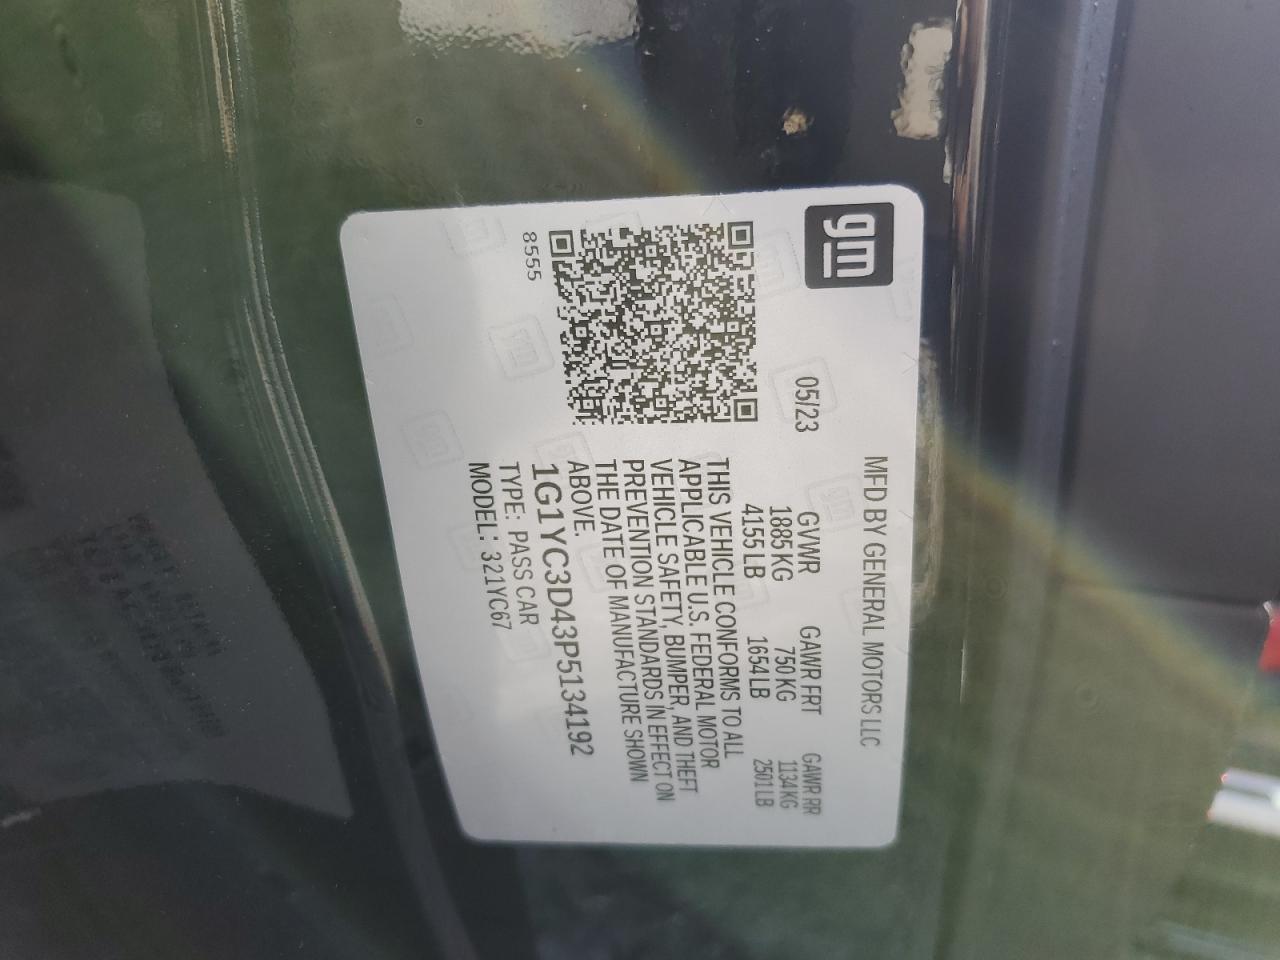 gm
MFD BY GENERAL MOTORS LLC
05/23
GVWR GAWR FRT GAWR RR
1885 KG 750 KG 1134 KG
4155 LB 1654 LB 2501 LB
THIS VEHICLE CONFORMS TO ALL
APPLICABLE U.S. FEDERAL MOTOR
VEHICLE SAFETY, BUMPER, AND THEFT
PREVENTION STANDARDS IN EFFECT ON
THE DATE OF MANUFACTURE SHOWN
ABOVE.
1G1YC3D43P5134192
TYPE: PASS CAR
MODEL: 321YC67
8555